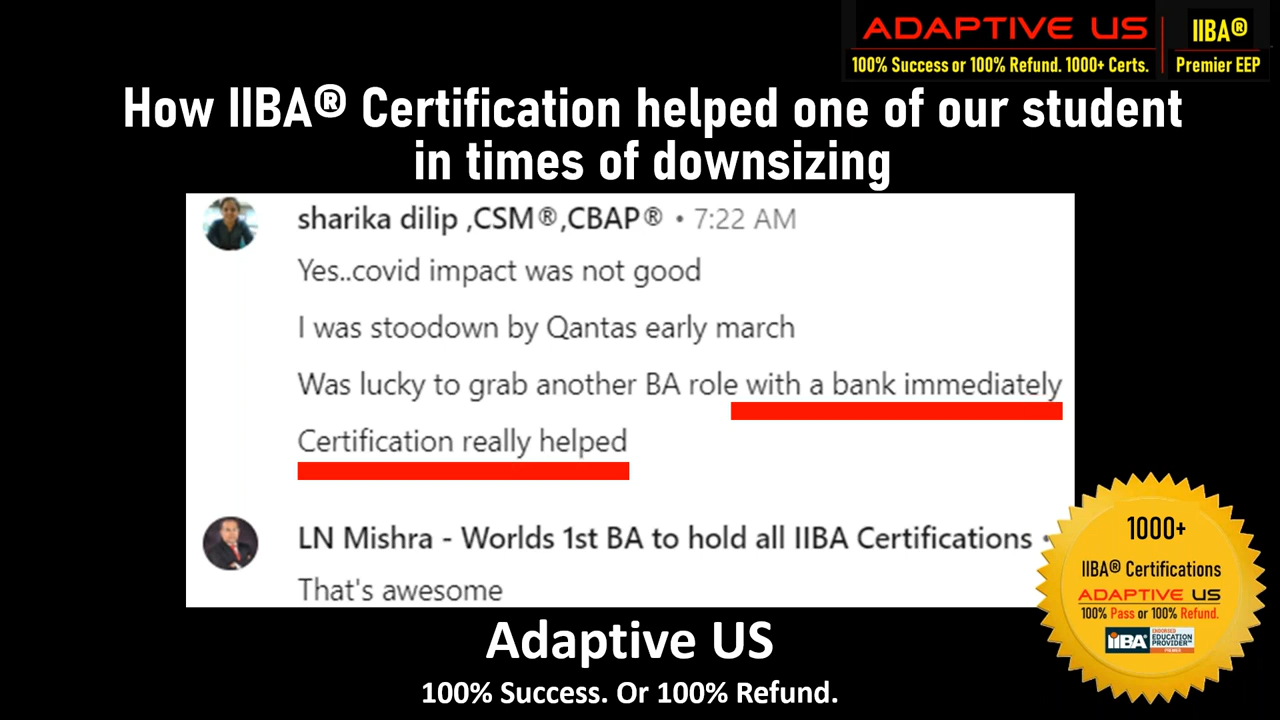 ADAPTIVE US
100% Success or 100% Refund. 1000+ Certs.
IIBA®
Premier EEP
How IIBA® Certification helped one of our student
in times of downsizing
sharika dilip ,CSM®,CBAP® • 7:22 AM
Yes..covid impact was not good
I was stoodown by Qantas early march
Was lucky to grab another BA role with a bank immediately
Certification really helped
LN Mishra - Worlds 1st BA to hold all IIBA Certifications •
That's awesome
1000+
IIBA® Certifications
ADAPTIVE US
100% Pass or 100% Refund.
IIBA®
ENDORSED
EDUCATION
PROVIDER™
PREMIER
Adaptive US
100% Success. Or 100% Refund.